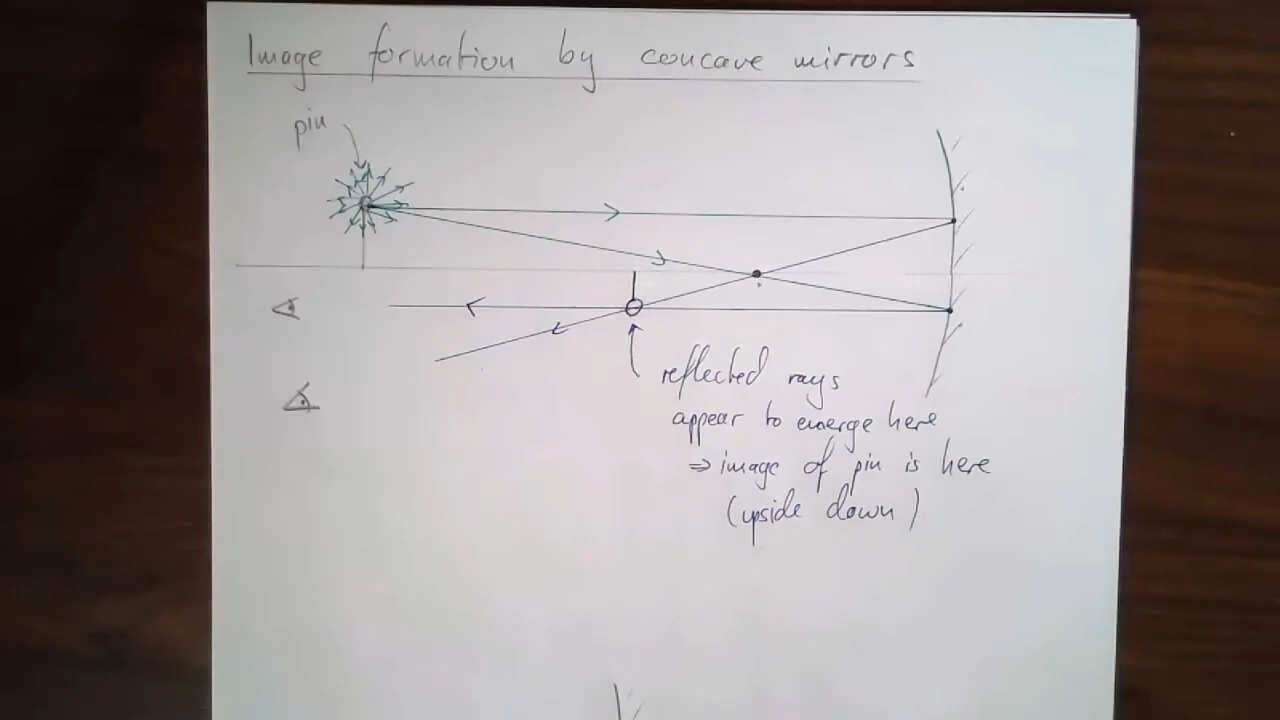 Image formation by concave mirrors
pin
reflected rays
appear to emerge here
⇒ image of pin is here
(upside down)